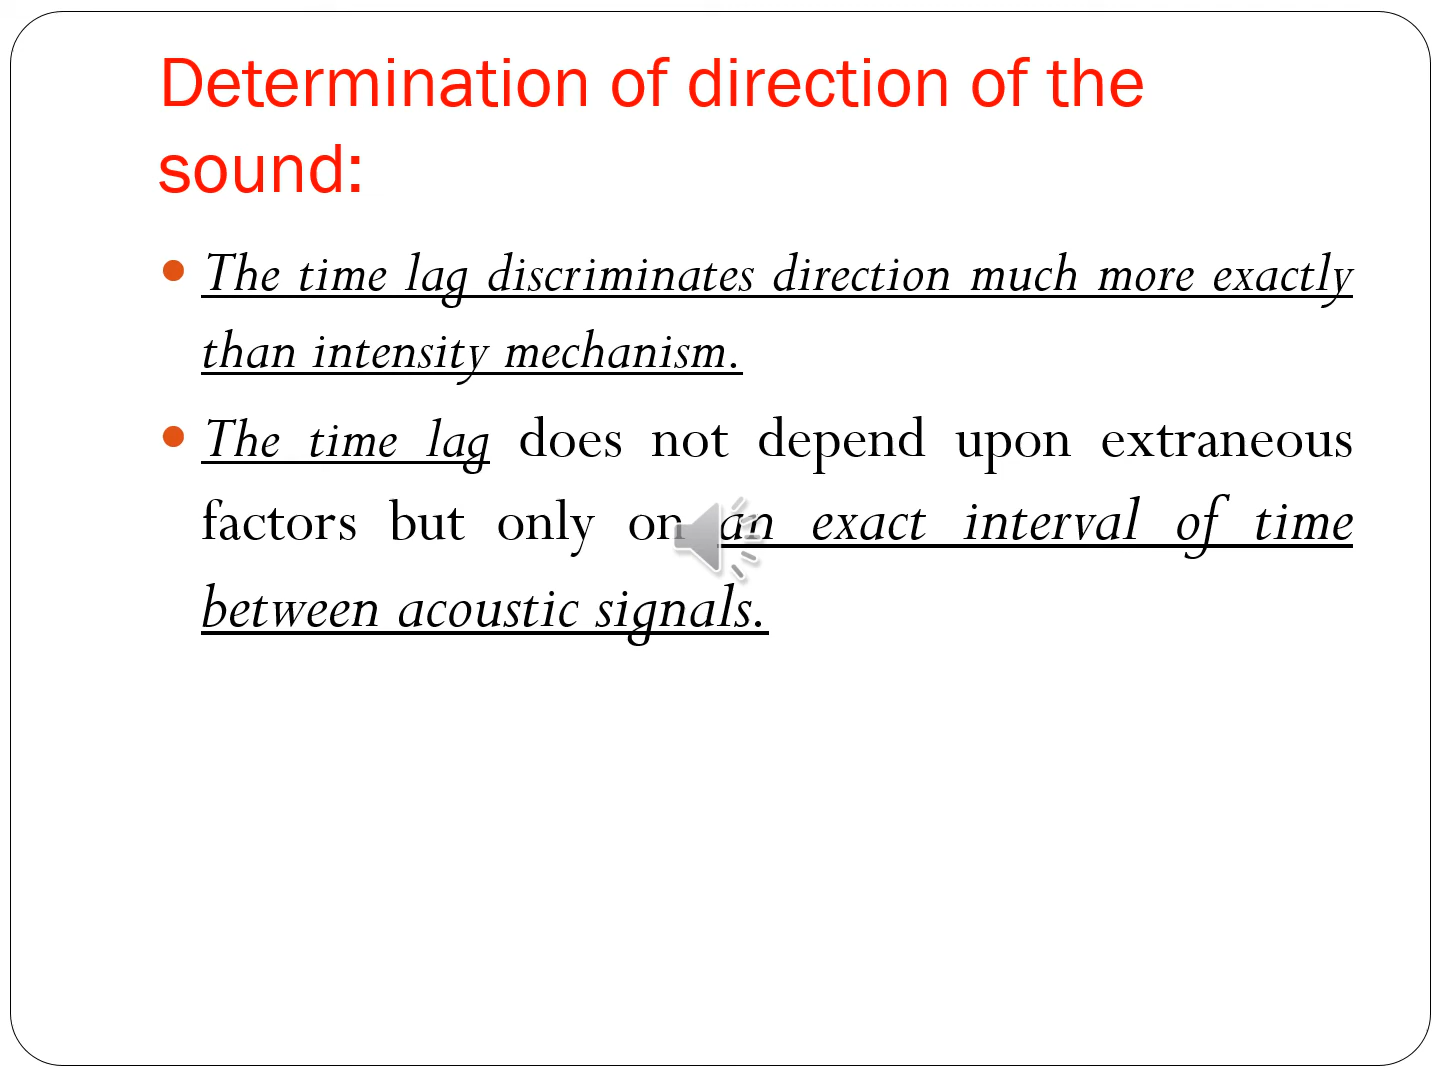 Determination of direction of the
sound:
The time lag discriminates direction much more exactly
than intensity mechanism.
The time lag does not depend upon extraneous
factors but only on an exact interval of time
between acoustic signals.